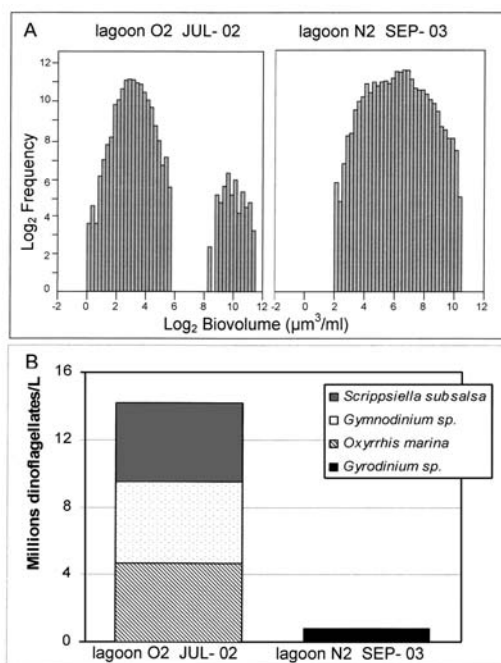 A
lagoon O2 JUL- 02
lagoon N2 SEP- 03
12
10
8
6
4
2
0
Log2 Frequency
-2 0 2 4 6 8 10 12
-2 0 2 4 6 8 10 12
Log2 Biovolume (µm³/ml)
B
16
12
8
4
0
Millions dinoflagellates/L
Scrippsiella subsalsa
Gymnodinium sp.
Oxyrrhis marina
Gyrodinium sp.
lagoon O2 JUL- 02
lagoon N2 SEP- 03